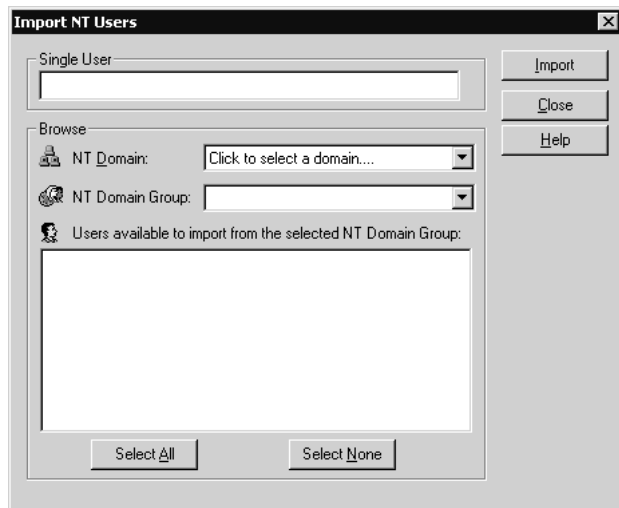 Import NT Users
Single User
Import
Close
Help
Browse
NT Domain: Click to select a domain....
NT Domain Group:
Users available to import from the selected NT Domain Group:
Select All Select None